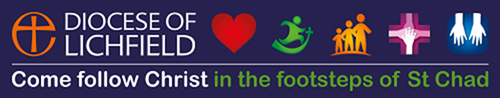 DIOCESE OF
LICHFIELD
Come follow Christ in the footsteps of St Chad